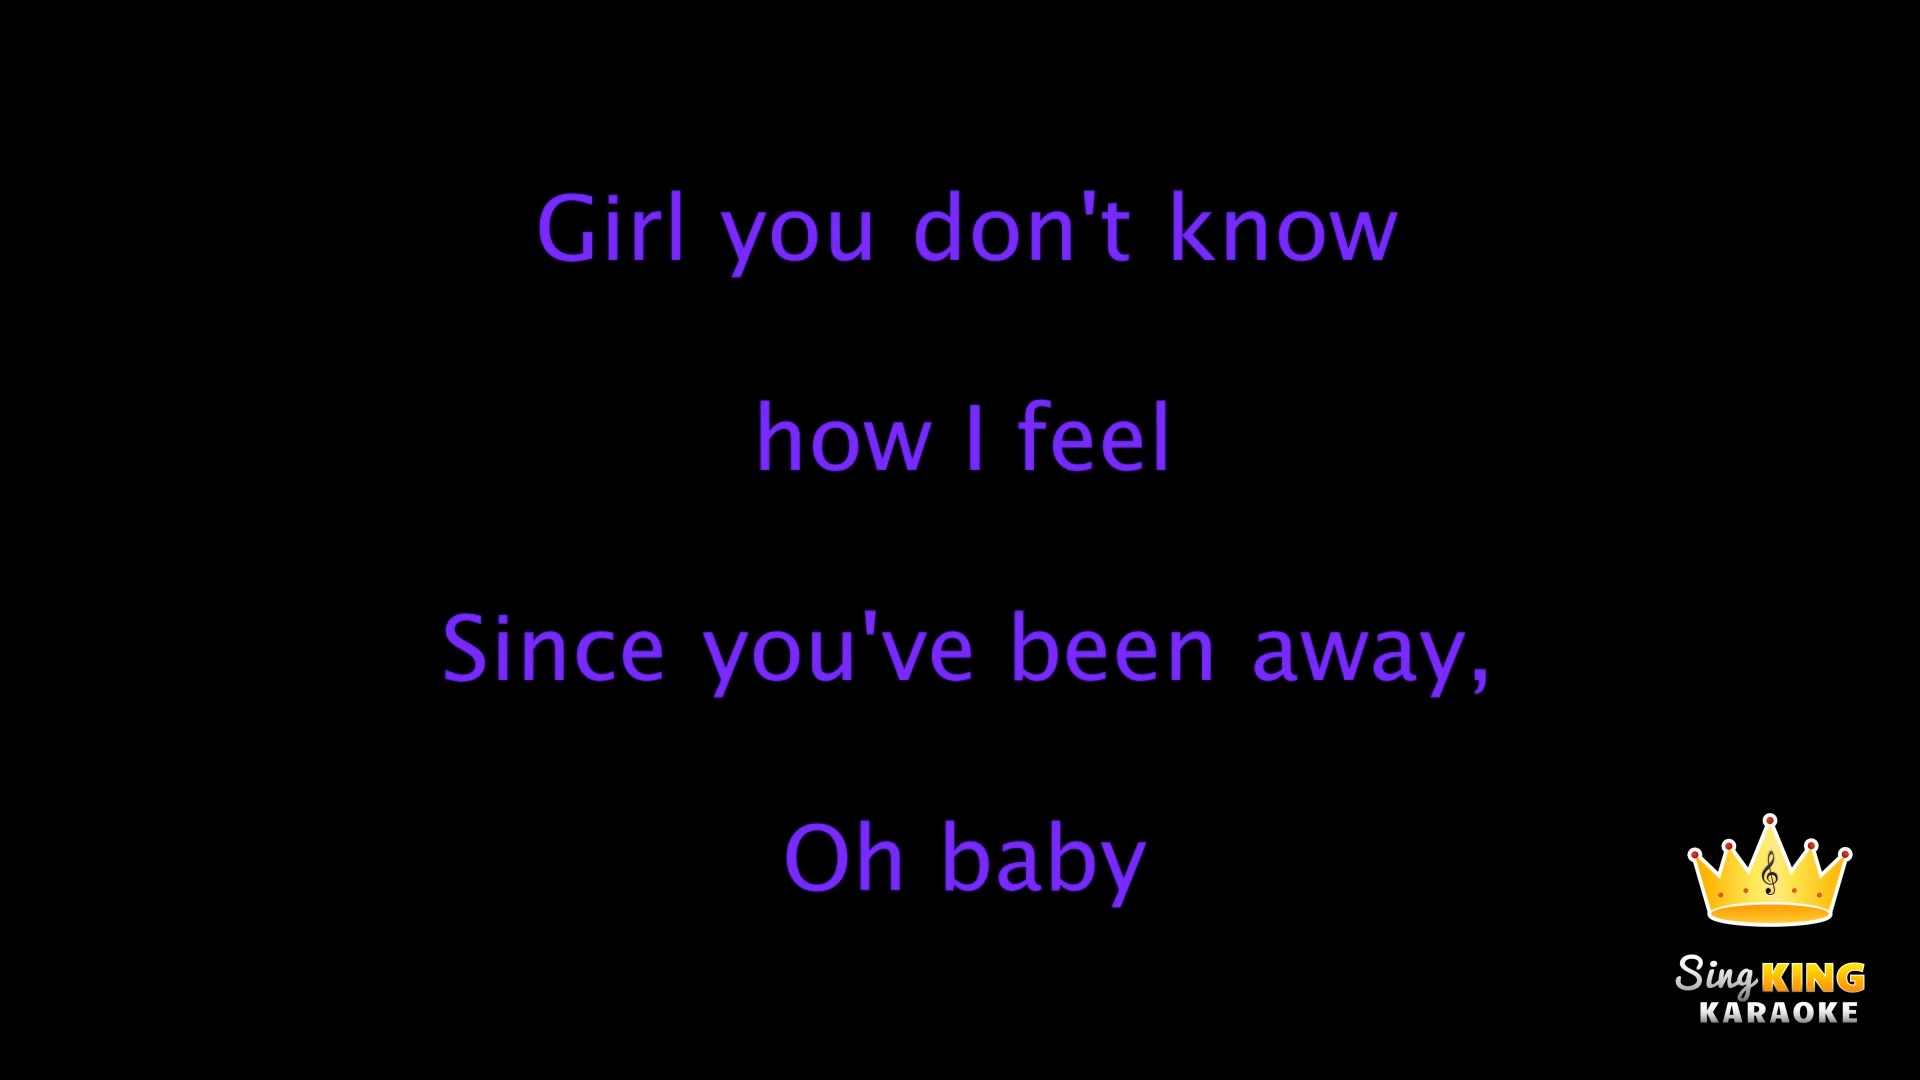 Girl you don't know
how I feel
Since you've been away,
Oh baby
Sing KING
KARAOKE